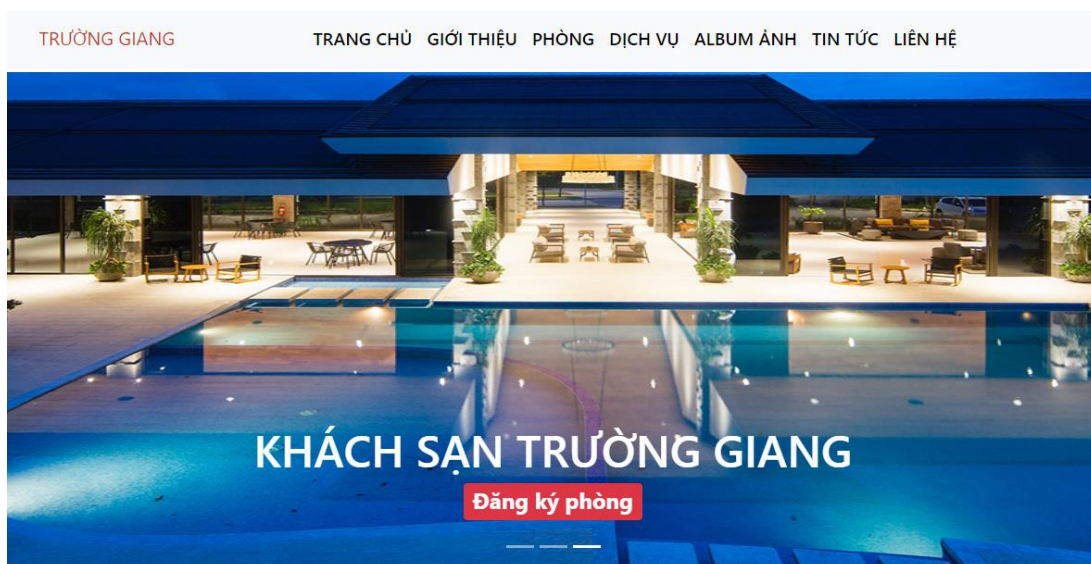 TRƯỜNG GIANG
TRANG CHỦ GIỚI THIỆU PHÒNG DỊCH VỤ ALBUM ẢNH TIN TỨC LIÊN HỆ
KHÁCH SẠN TRƯỜNG GIANG
Đăng ký phòng